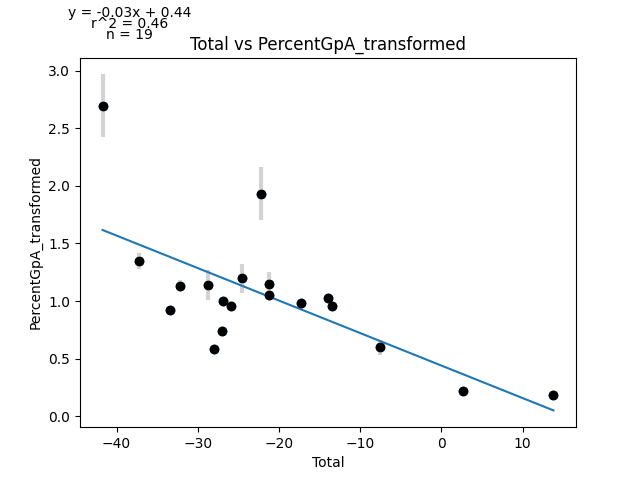 y = -0.03x + 0.44
r^2 = 0.46
n = 19
Total vs PercentGpA_transformed
PercentGpA_transformed
3.0
2.5
2.0
1.5
1.0
0.5
0.0
−40 −30 −20 −10 0 10
Total